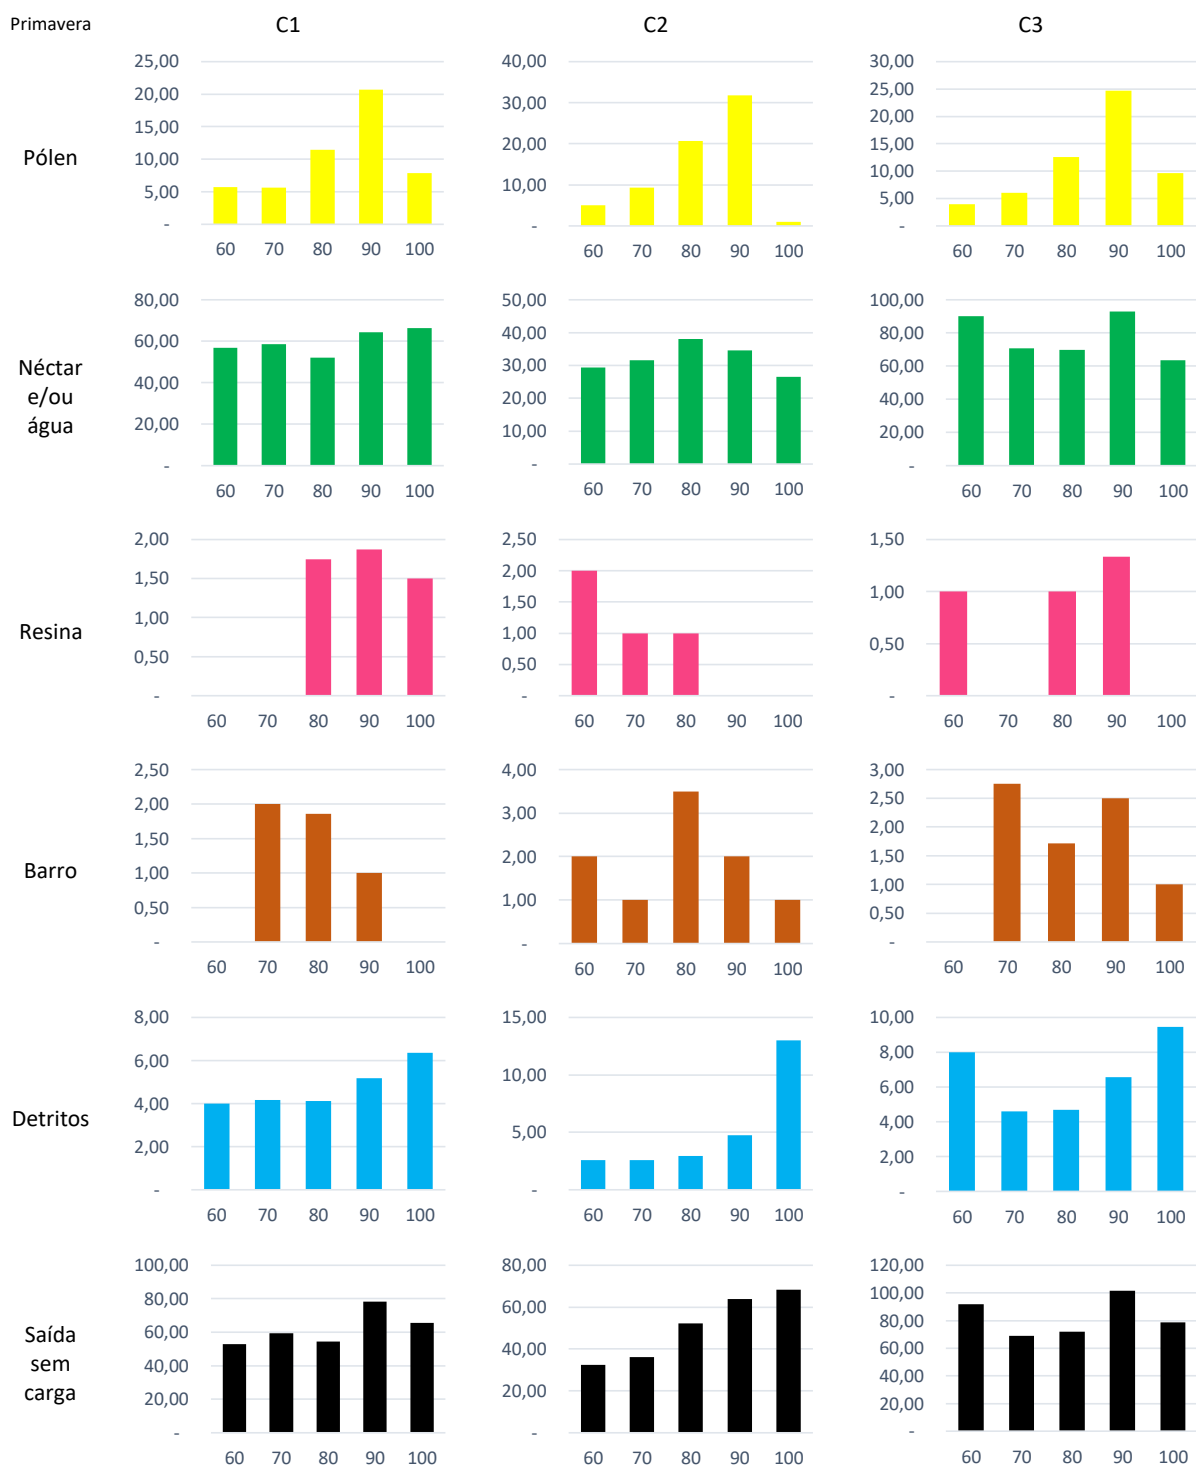 Primavera C1 C2 C3
25,00 40,00 30,00
20,00 30,00 25,00
15,00 20,00 20,00
Pólen 10,00 10,00 15,00
5,00 - 10,00
- 5,00
-
60 70 80 90 100 60 70 80 90 100 60 70 80 90 100
80,00 50,00 100,00
60,00 40,00 80,00
Néctar 40,00 30,00 60,00
e/ou 20,00 20,00 40,00
água - 10,00 20,00
- -
60 70 80 90 100 60 70 80 90 100 60 70 80 90 100
2,00 2,50 1,50
1,50 2,00 1,00
Resina 1,00 1,50 0,50
0,50 1,00 -
- 0,50
-
60 70 80 90 100 60 70 80 90 100 60 70 80 90 100
2,50 4,00 3,00
2,00 3,00 2,50
1,50 2,00 2,00
Barro 1,00 1,00 1,50
0,50 - 1,00
- 0,50
-
60 70 80 90 100 60 70 80 90 100 60 70 80 90 100
8,00 15,00 10,00
6,00 10,00 8,00
Detritos 4,00 5,00 6,00
2,00 - 4,00
- 2,00
-
60 70 80 90 100 60 70 80 90 100 60 70 80 90 100
100,00 80,00 120,00
80,00 60,00 100,00
Saída 60,00 40,00 80,00
sem 40,00 20,00 60,00
carga 20,00 - 40,00
- 20,00
-
60 70 80 90 100 60 70 80 90 100 60 70 80 90 100